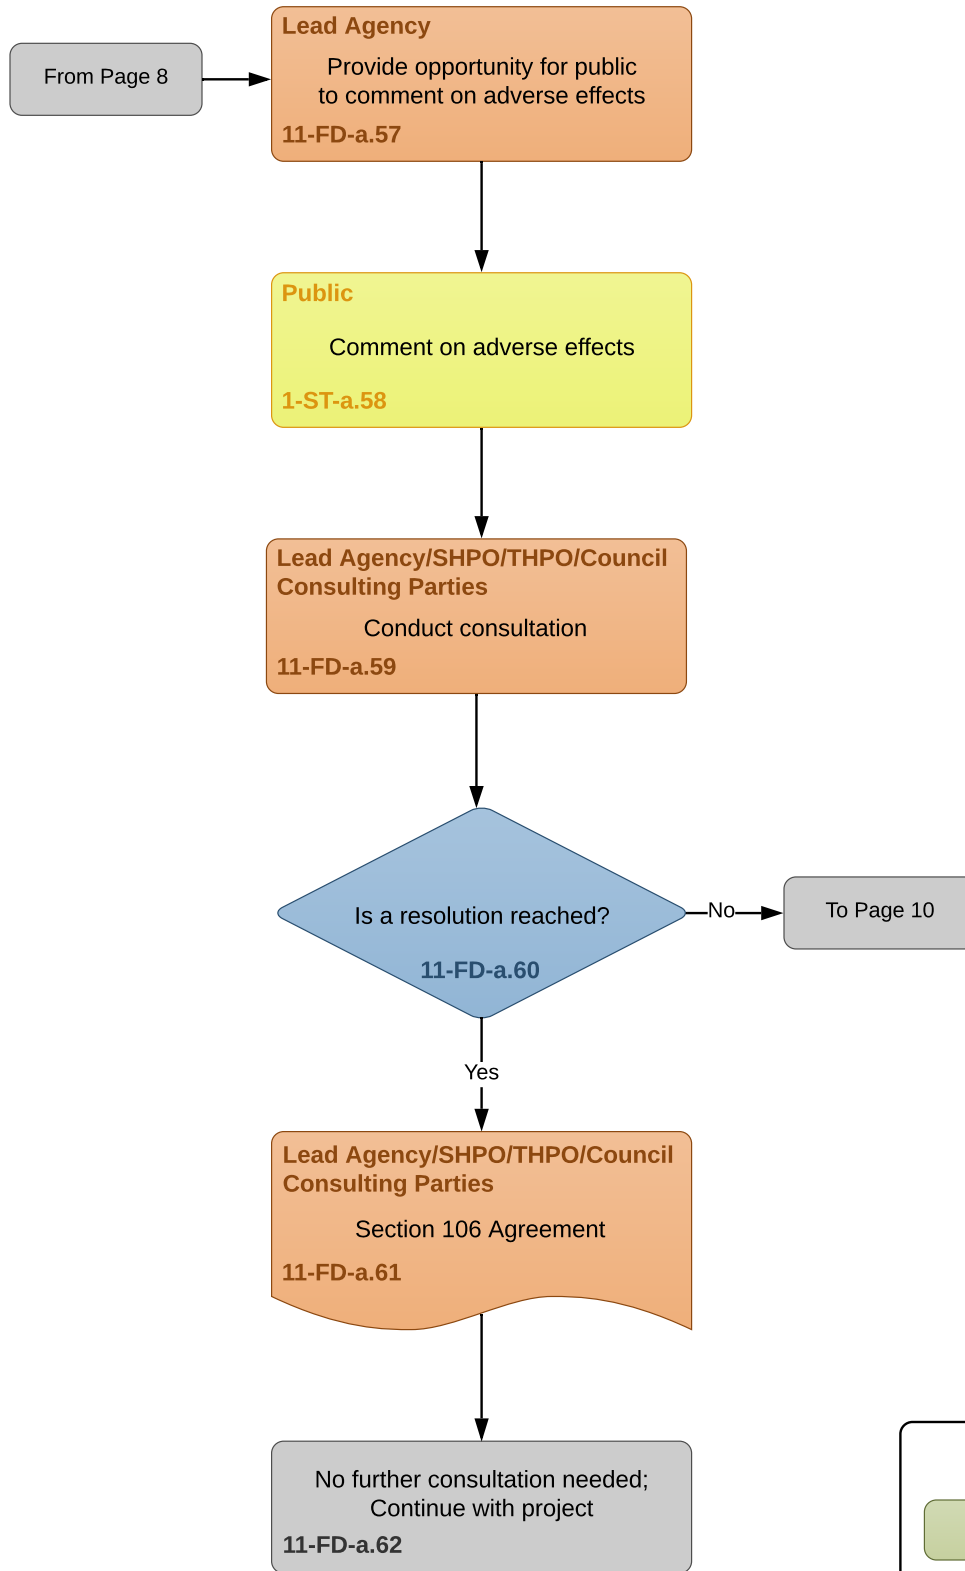 From Page 8
Lead Agency
Provide opportunity for public
to comment on adverse effects
11-FD-a.57
Public
Comment on adverse effects
1-ST-a.58
Lead Agency/SHPO/THPO/Council
Consulting Parties
Conduct consultation
11-FD-a.59
Is a resolution reached?
11-FD-a.60
No
To Page 10
Yes
Lead Agency/SHPO/THPO/Council
Consulting Parties
Section 106 Agreement
11-FD-a.61
No further consultation needed;
Continue with project
11-FD-a.62